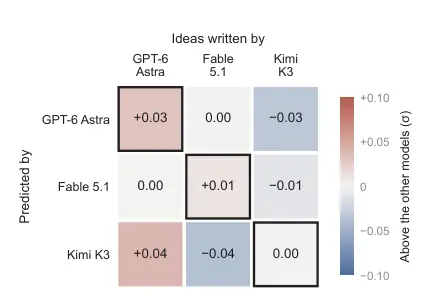 Ideas written by
GPT-6 Astra
Fable 5.1
Kimi K3
Predicted by
GPT-6 Astra
+0.03
0.00
−0.03
Fable 5.1
0.00
+0.01
−0.01
Kimi K3
+0.04
−0.04
0.00
+0.10
+0.05
0
−0.05
−0.10
Above the other models (σ)